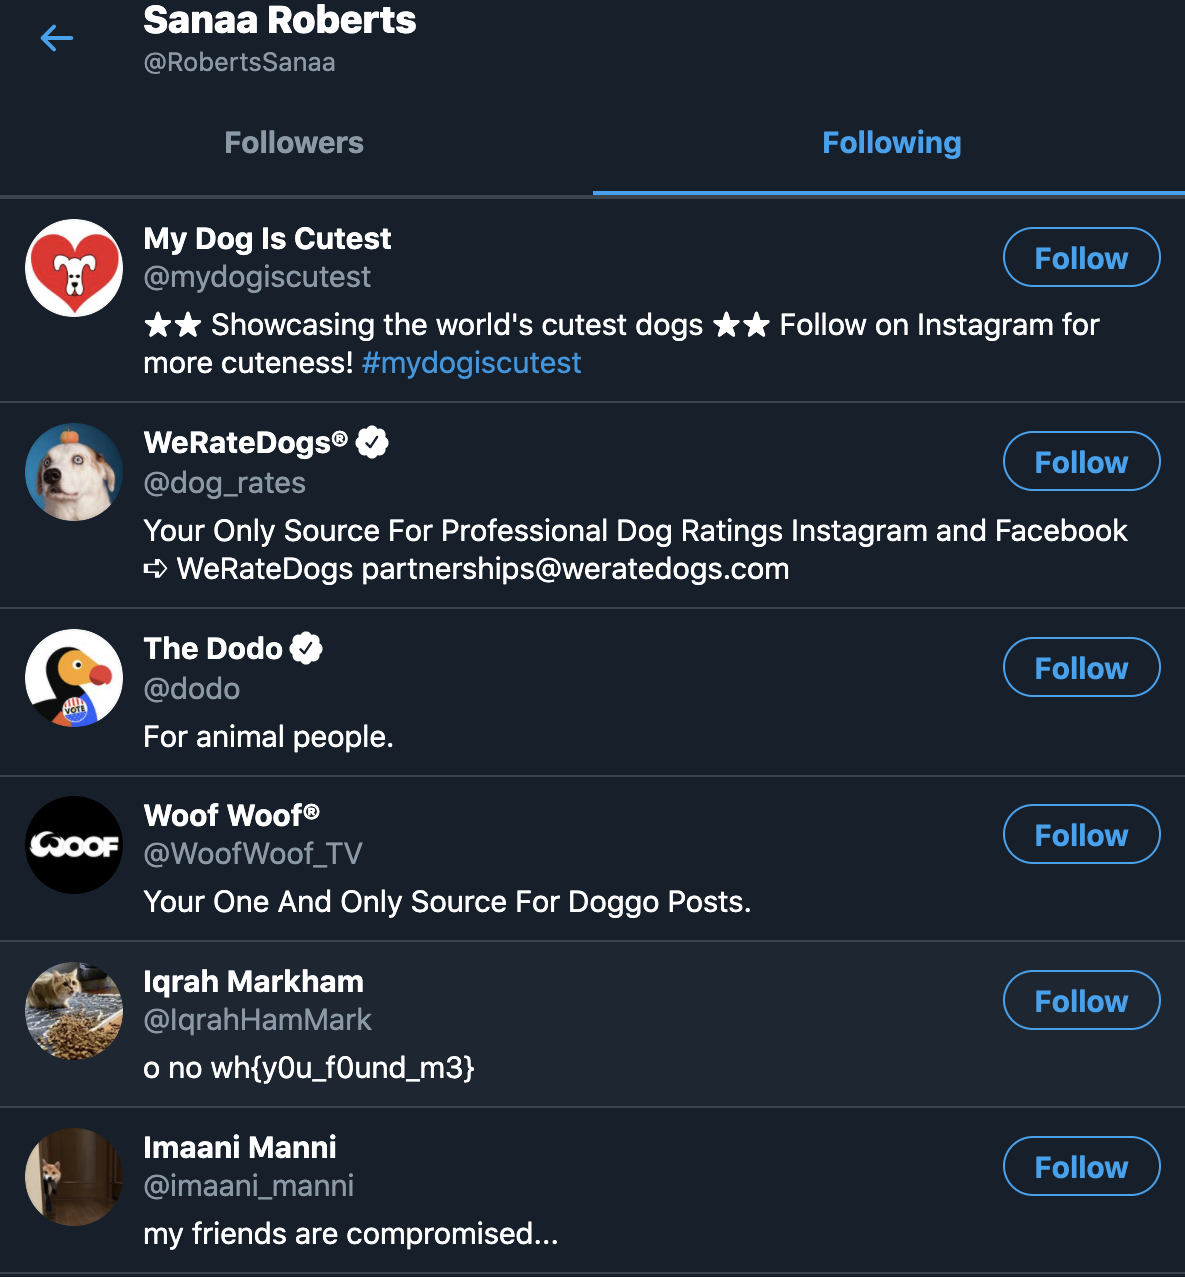 Sanaa Roberts
@RobertsSanaa
Followers
Following
My Dog Is Cutest
@mydogiscutest
Follow
★★ Showcasing the world's cutest dogs ★★ Follow on Instagram for
more cuteness! #mydogiscutest
WeRateDogs®
@dog_rates
Follow
Your Only Source For Professional Dog Ratings Instagram and Facebook
➯ WeRateDogs partnerships@weratedogs.com
The Dodo
@dodo
Follow
VOTE
For animal people.
Woof Woof®
@WoofWoof_TV
Follow
WOOF
Your One And Only Source For Doggo Posts.
Iqrah Markham
@IqrahHamMark
Follow
o no wh{y0u_f0und_m3}
Imaani Manni
@imaani_manni
Follow
my friends are compromised...